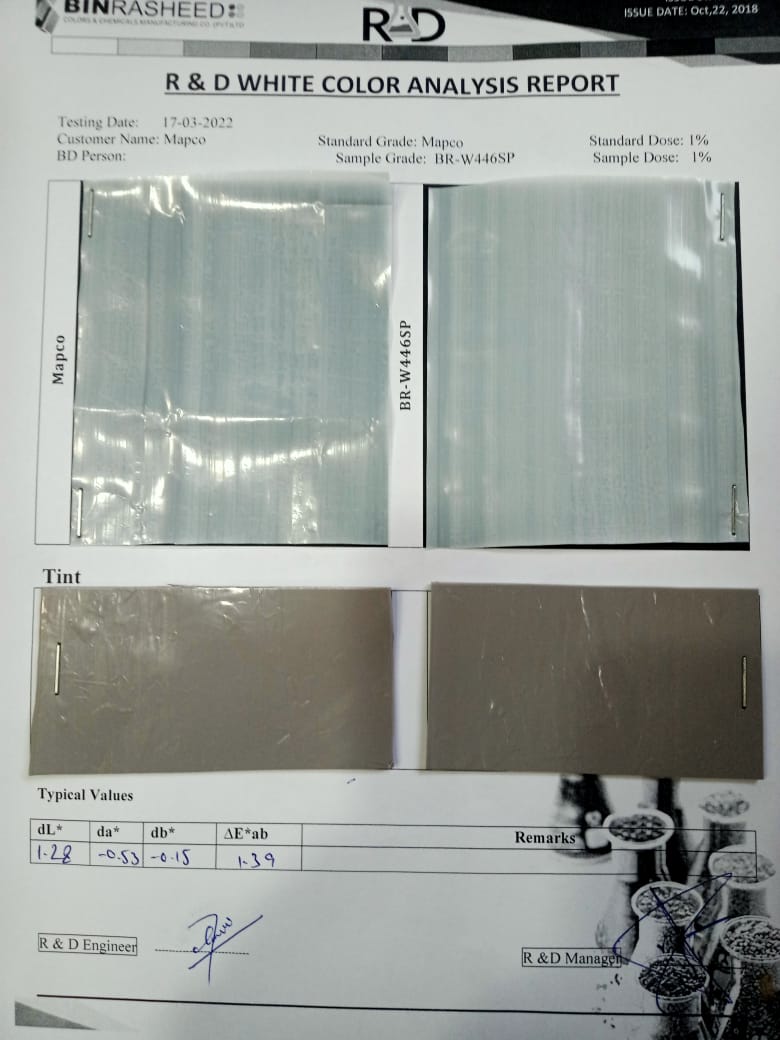 BINRASHEED
COLORS & CHEMICALS MANUFACTURING CO (PVT) LTD
R&D
ISSUE DATE: Oct,22, 2018
R & D WHITE COLOR ANALYSIS REPORT
Testing Date: 17-03-2022
Customer Name: Mapco Standard Grade: Mapco Standard Dose: 1%
BD Person: Sample Grade: BR-W446SP Sample Dose: 1%
Mapco
BR-W446SP
Tint
Typical Values
dL* da* db* ΔE*ab Remarks
1.28 -0.53 -0.15 1.39
R & D Engineer
R &D Manager